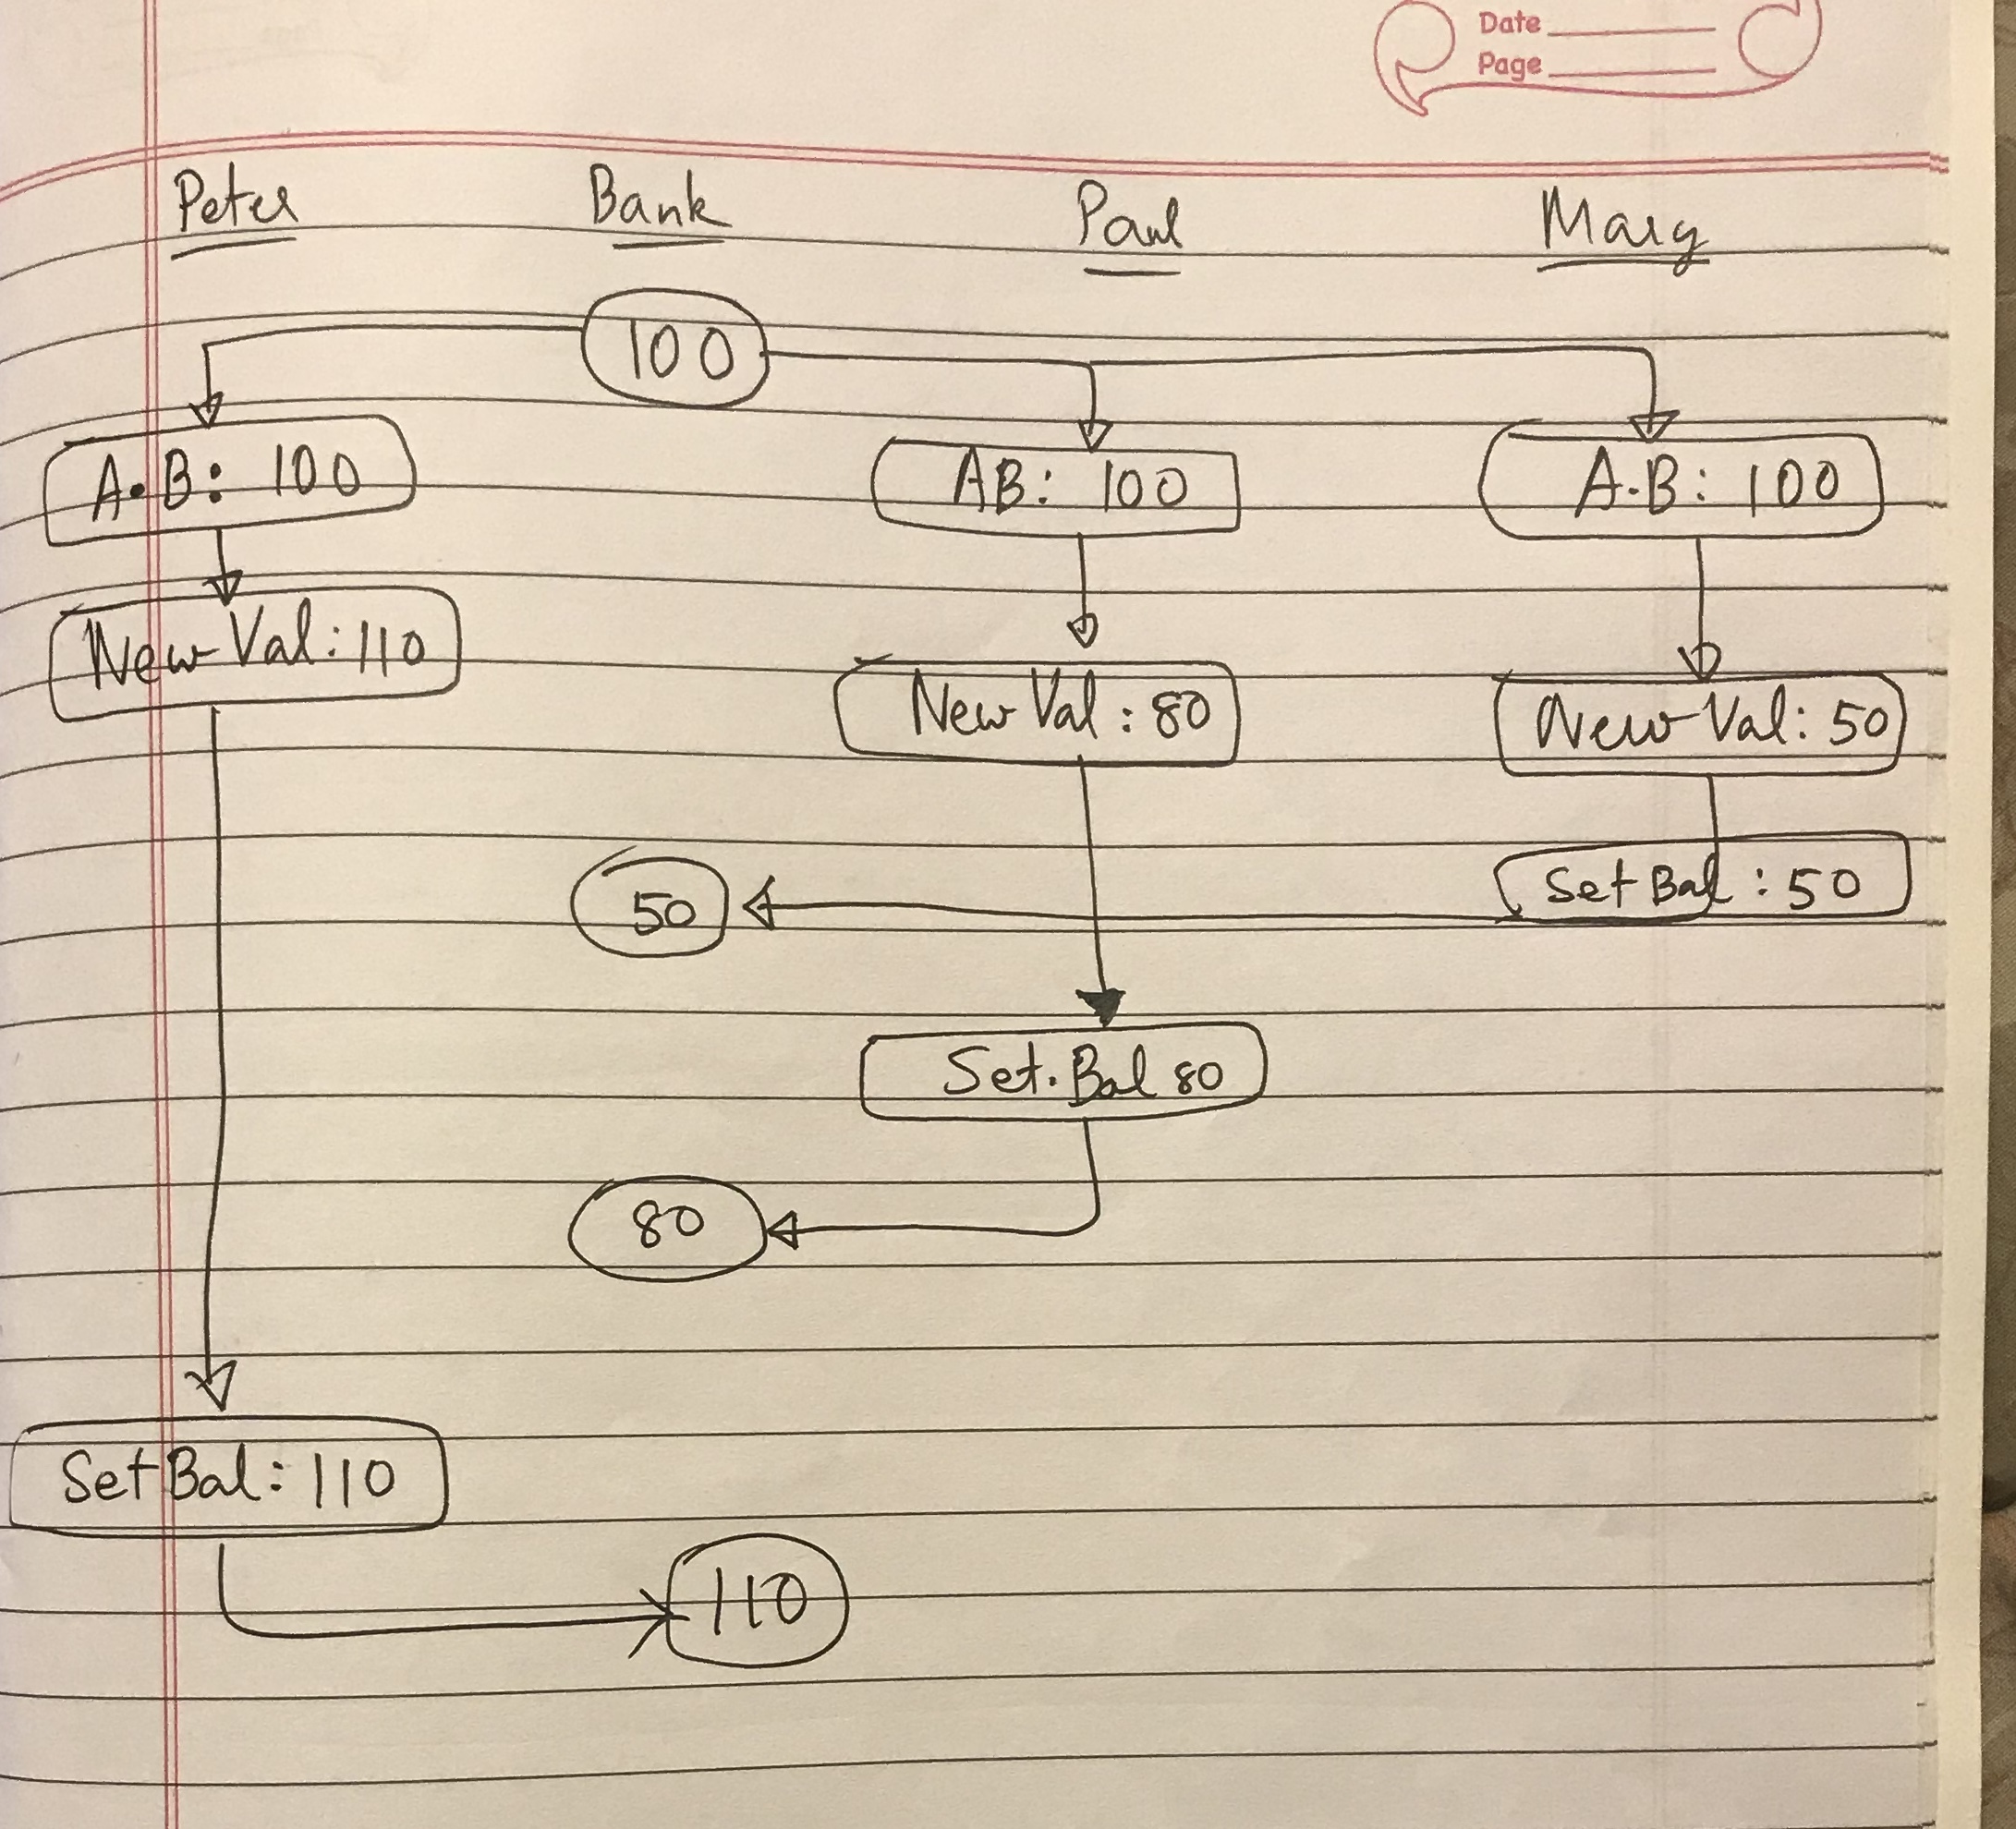 Date
Page
Peter Bank Paul Mary
100
A.B: 100 AB: 100 A.B: 100
New Val: 110 New Val: 80 New Val: 50
50 Set Bal: 50
Set. Bal 80
80
Set Bal: 110
110